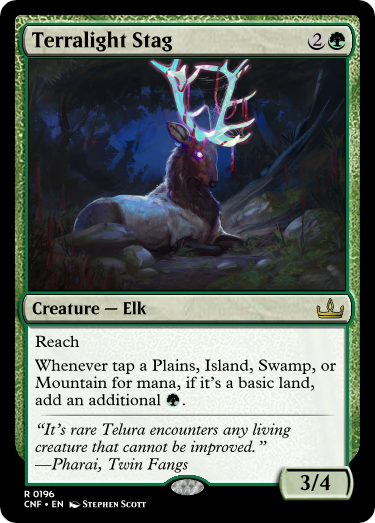 Terralight Stag 2
Creature — Elk
Reach
Whenever tap a Plains, Island, Swamp, or
Mountain for mana, if it's a basic land,
add an additional .
“It's rare Telura encounters any living
creature that cannot be improved.”
—Pharai, Twin Fangs
3/4
R 0196
CNF • EN Stephen Scott